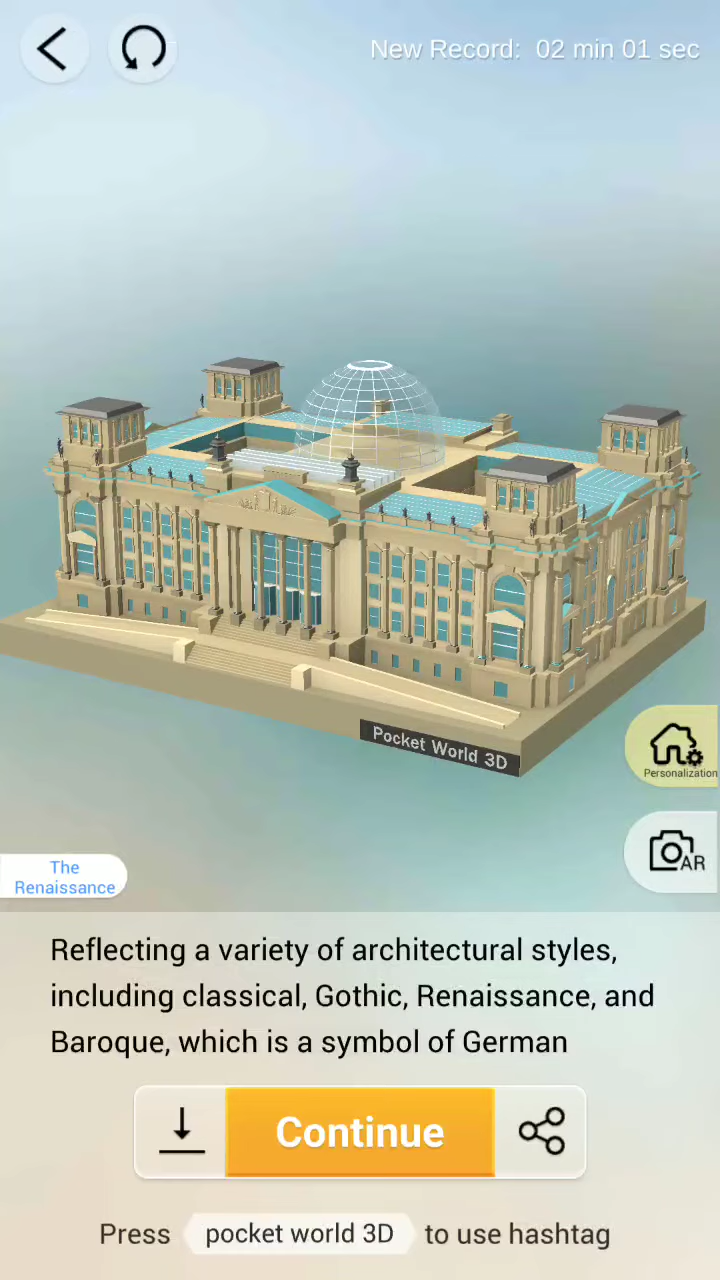 New Record: 02 min 01 sec
Pocket World 3D
Personalization
AR
The
Renaissance
Reflecting a variety of architectural styles,
including classical, Gothic, Renaissance, and
Baroque, which is a symbol of German
Continue
Press pocket world 3D to use hashtag